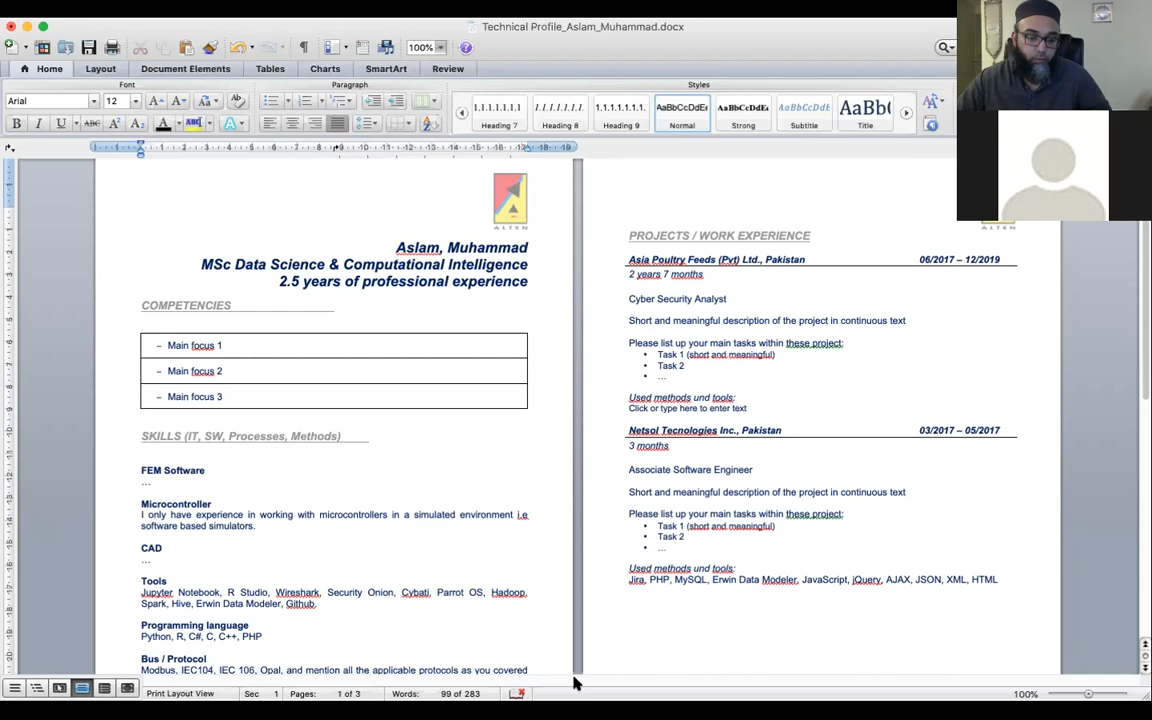 Technical Profile_Aslam_Muhammad.docx
100%
Home Layout Document Elements Tables Charts SmartArt Review
Font Paragraph Styles
Arial 12
AaBbCcDdE AaBbCcDdE AaBbCcDdE AaBb(
Heading 7 Heading 8 Heading 9 Normal Strong Subtitle Title
ALTEN
Aslam, Muhammad
MSc Data Science & Computational Intelligence
2.5 years of professional experience
COMPETENCIES
– Main focus 1
– Main focus 2
– Main focus 3
SKILLS (IT, SW, Processes, Methods)
FEM Software
…
Microcontroller
I only have experience in working with microcontrollers in a simulated environment i.e
software based simulators.
CAD
…
Tools
Jupyter Notebook, R Studio, Wireshark, Security Onion, Cybati, Parrot OS, Hadoop,
Spark, Hive, Erwin Data Modeler, Github.
Programming language
Python, R, C#, C, C++, PHP
Bus / Protocol
Modbus, IEC104, IEC 106, Opal, and mention all the applicable protocols as you covered
PROJECTS / WORK EXPERIENCE
Asia Poultry Feeds (Pvt) Ltd., Pakistan 06/2017 – 12/2019
2 years 7 months
Cyber Security Analyst
Short and meaningful description of the project in continuous text
Please list up your main tasks within these project:
• Task 1 (short and meaningful)
• Task 2
• …
Used methods und tools:
Click or type here to enter text
Netsol Tecnologies Inc., Pakistan 03/2017 – 05/2017
3 months
Associate Software Engineer
Short and meaningful description of the project in continuous text
Please list up your main tasks within these project:
• Task 1 (short and meaningful)
• Task 2
• …
Used methods und tools:
Jira, PHP, MySQL, Erwin Data Modeler, JavaScript, jQuery, AJAX, JSON, XML, HTML
Print Layout View Sec 1 Pages: 1 of 3 Words: 99 of 283 100%